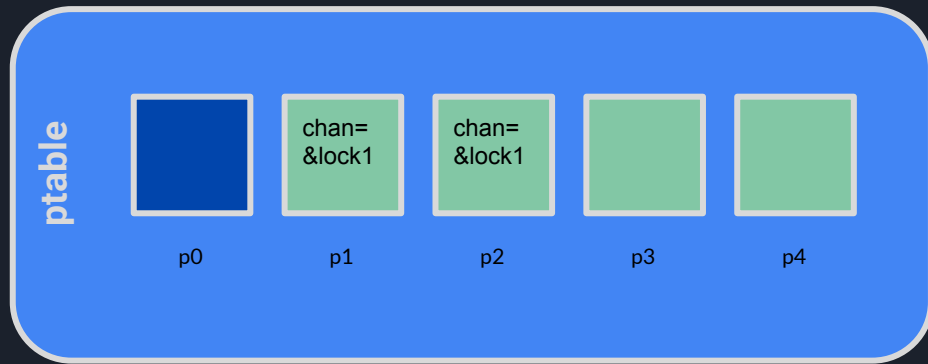 ptable
chan=
&lock1
chan=
&lock1
p0
p1
p2
p3
p4